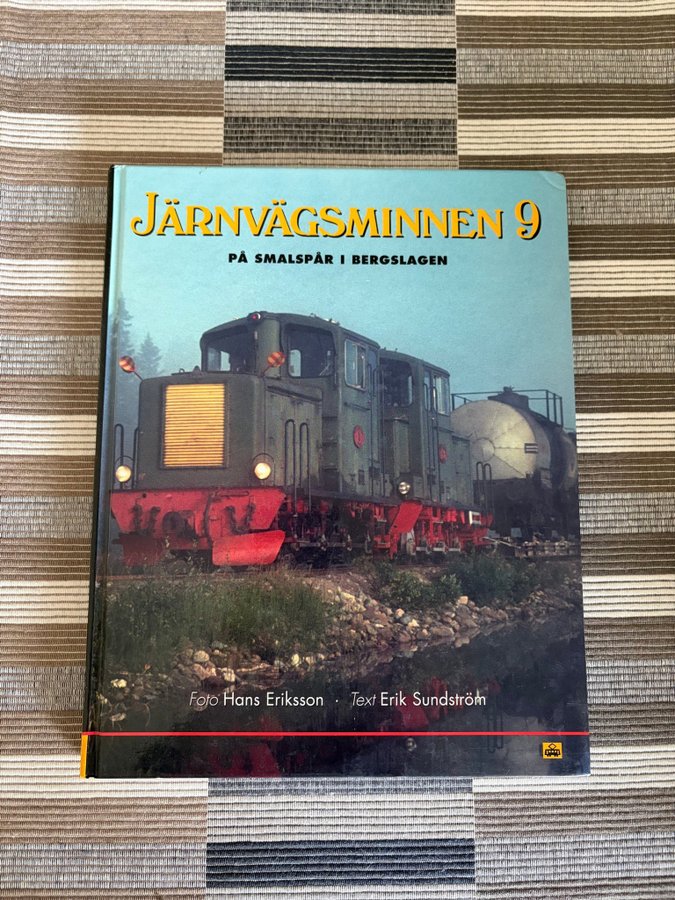 JÄRNVÄGSMINNEN 9
PÅ SMALSPÅR I BERGSLAGEN
Foto Hans Eriksson · Text Erik Sundström